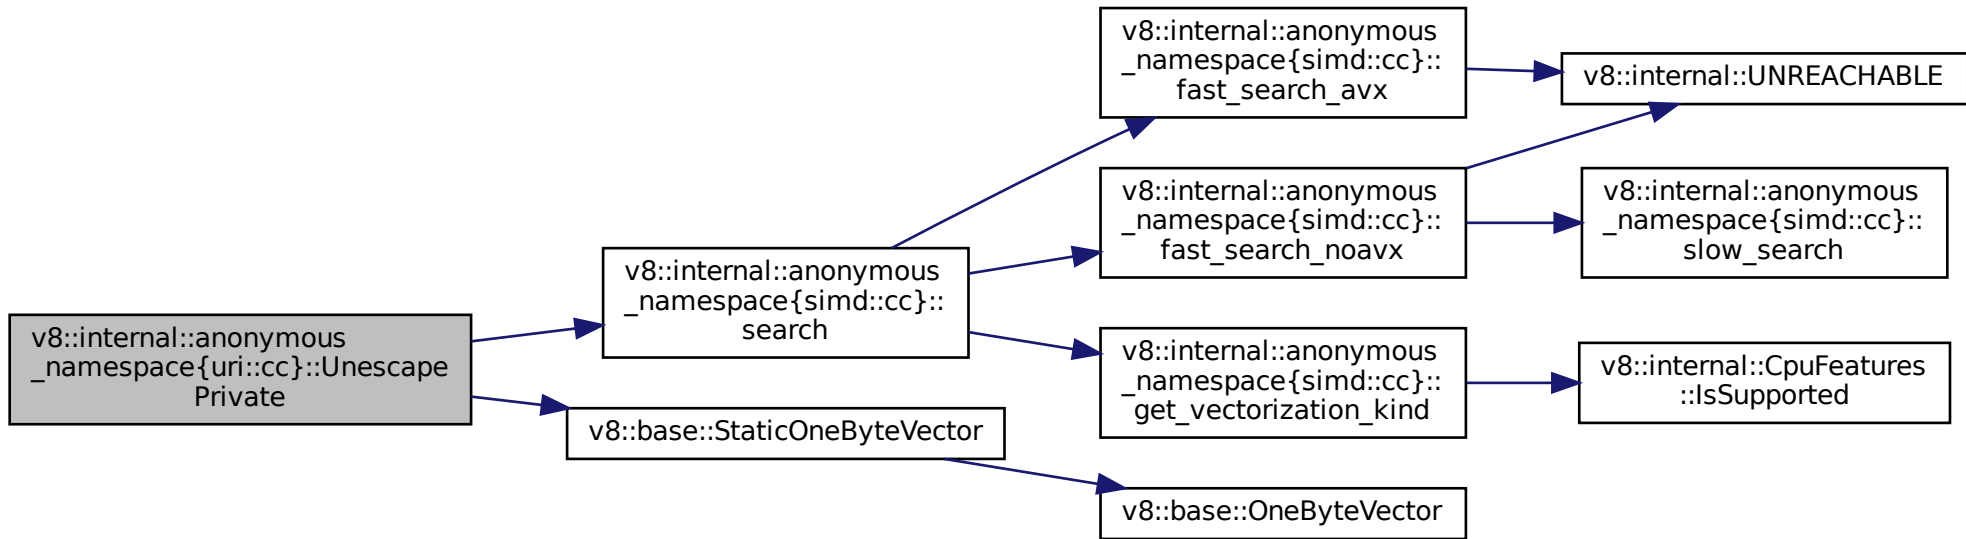 v8::internal::anonymous
_namespace{uri::cc}::Unescape
Private
v8::internal::anonymous
_namespace{simd::cc}::
search
v8::base::StaticOneByteVector
v8::internal::anonymous
_namespace{simd::cc}::
fast_search_avx
v8::internal::anonymous
_namespace{simd::cc}::
fast_search_noavx
v8::internal::anonymous
_namespace{simd::cc}::
get_vectorization_kind
v8::base::OneByteVector
v8::internal::UNREACHABLE
v8::internal::anonymous
_namespace{simd::cc}::
slow_search
v8::internal::CpuFeatures
::IsSupported